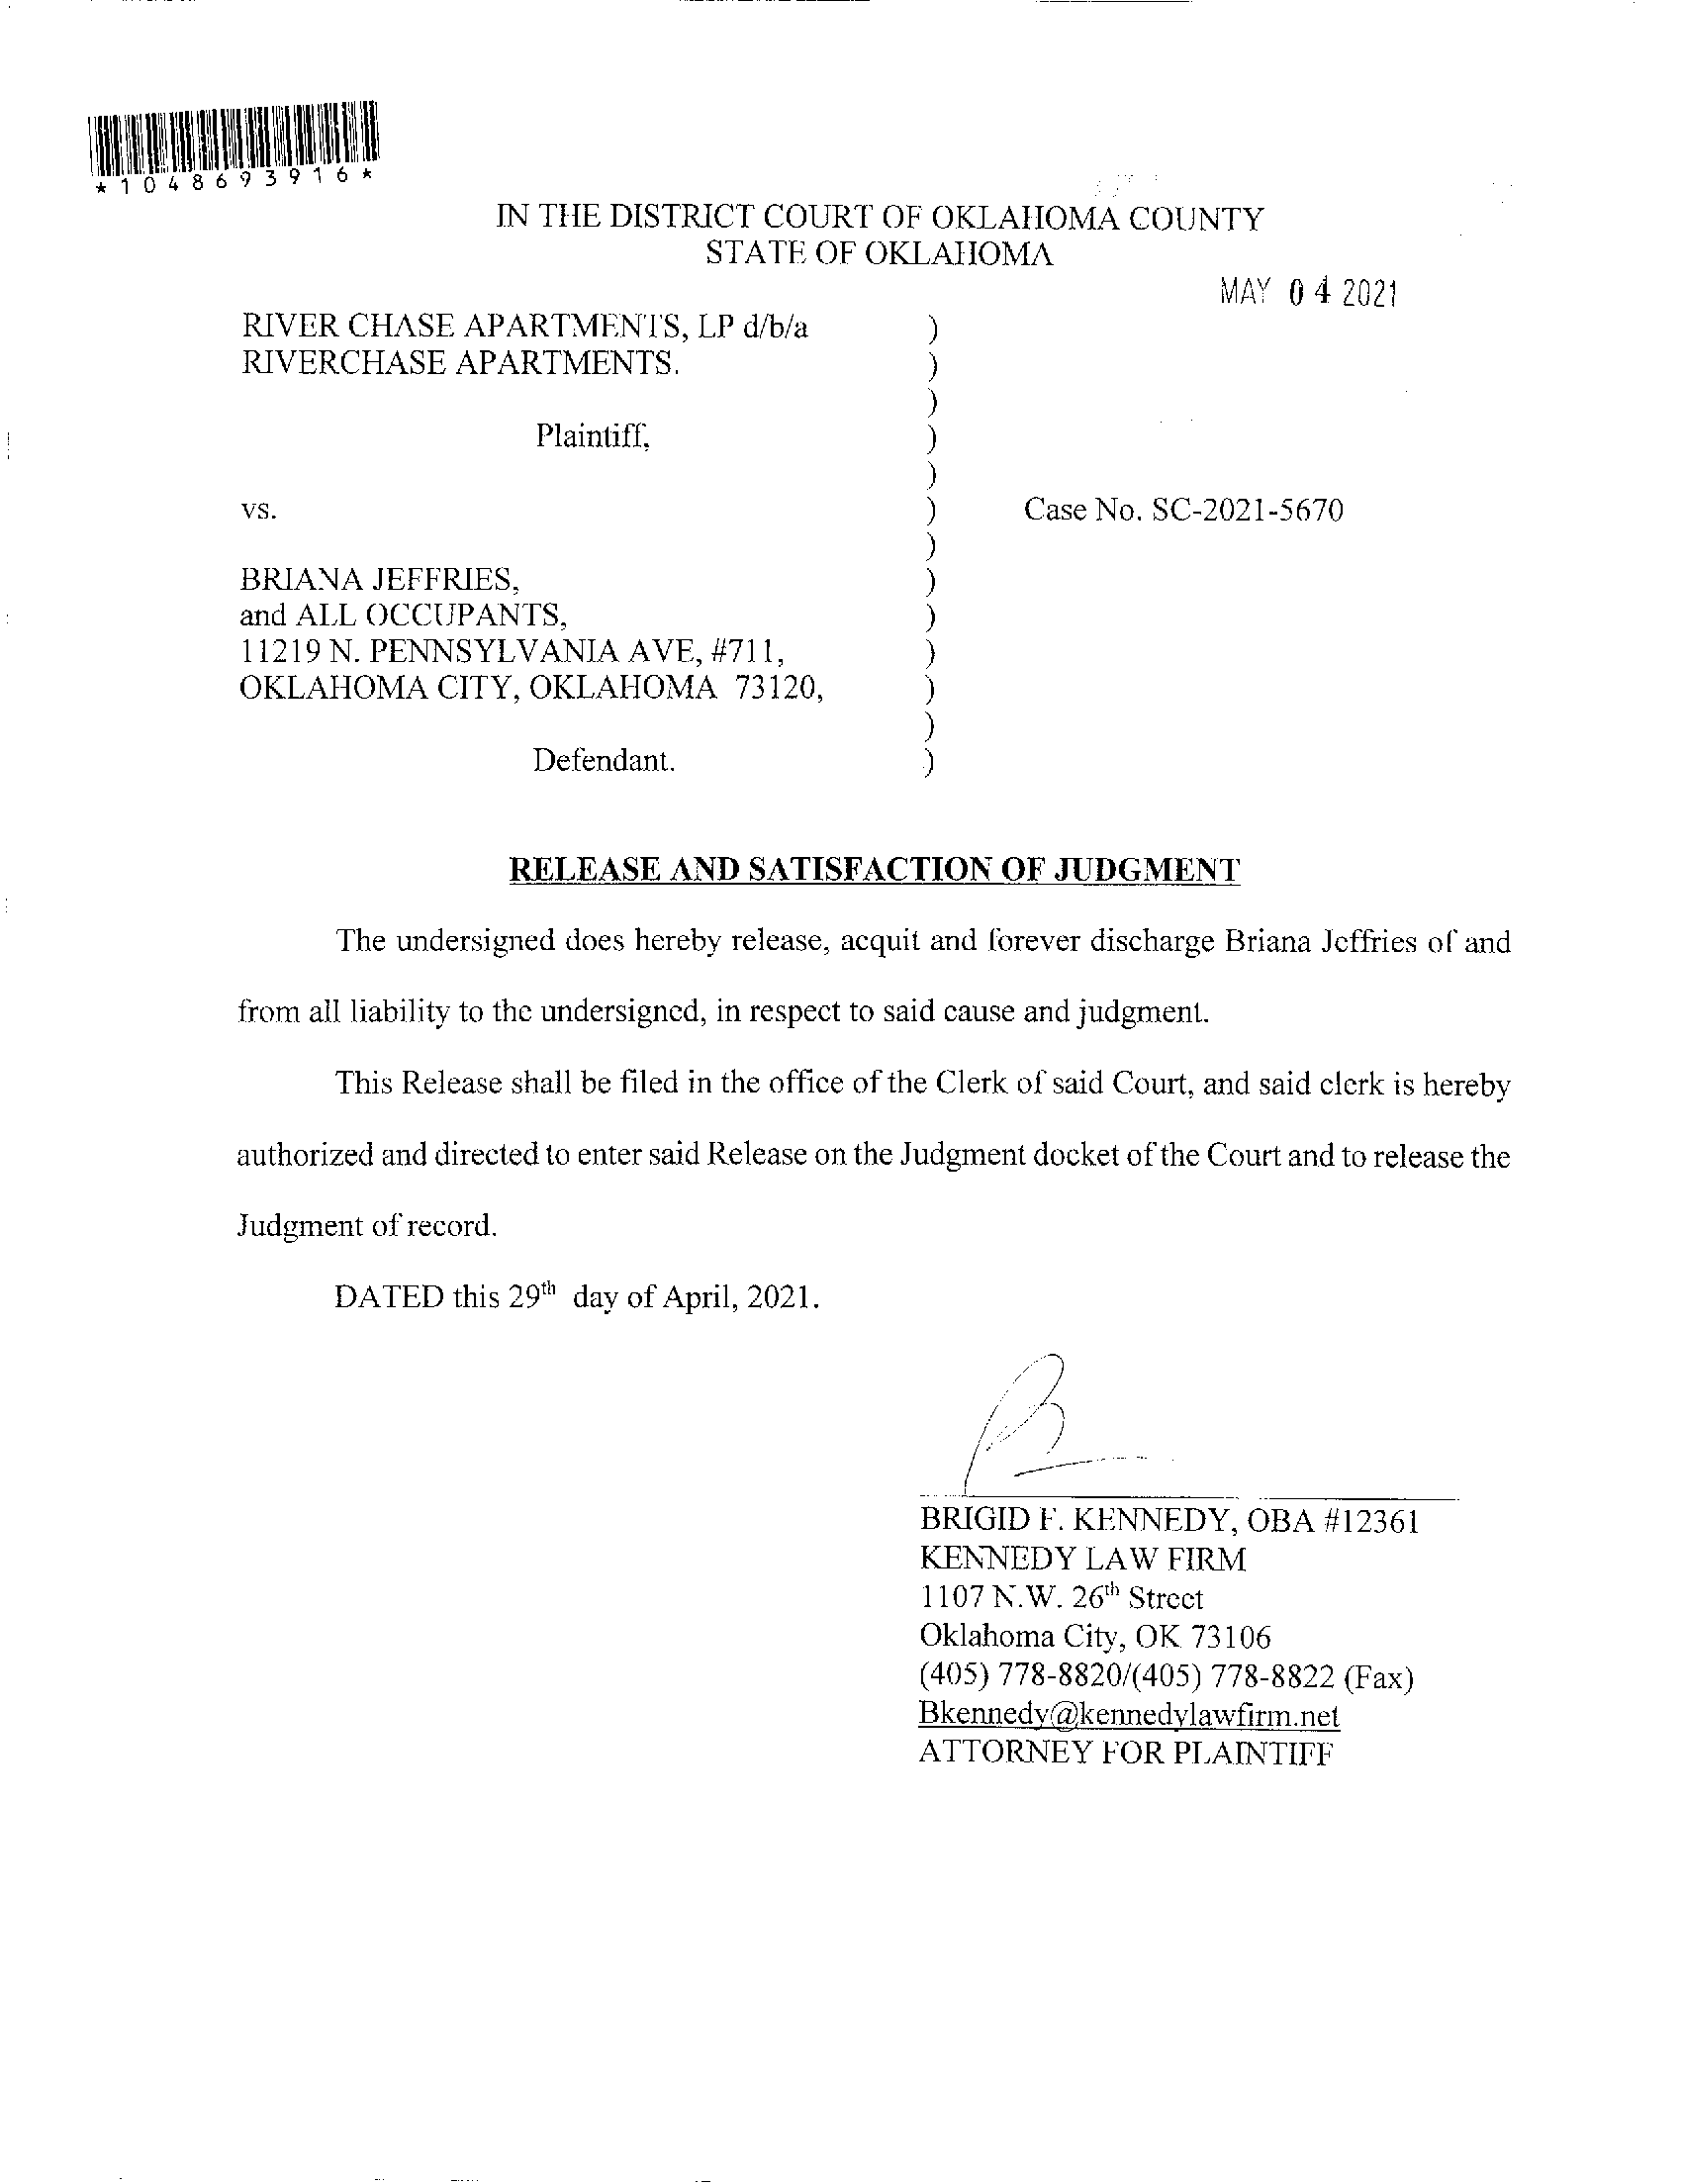 *1048693916*
IN THE DISTRICT COURT OF OKLAHOMA COUNTY
STATE OF OKLAHOMA
MAY 04 2021
RIVER CHASE APARTMENTS, LP d/b/a )
RIVERCHASE APARTMENTS. )
)
Plaintiff, )
)
vs. ) Case No. SC-2021-5670
)
BRIANA JEFFRIES, )
and ALL OCCUPANTS, )
11219 N. PENNSYLVANIA AVE, #711, )
OKLAHOMA CITY, OKLAHOMA 73120, )
)
Defendant. )
RELEASE AND SATISFACTION OF JUDGMENT
The undersigned does hereby release, acquit and forever discharge Briana Jeffries of and
from all liability to the undersigned, in respect to said cause and judgment.
This Release shall be filed in the office of the Clerk of said Court, and said clerk is hereby
authorized and directed to enter said Release on the Judgment docket of the Court and to release the
Judgment of record.
DATED this 29th day of April, 2021.
BRIGID F. KENNEDY, OBA #12361
KENNEDY LAW FIRM
1107 N.W. 26th Street
Oklahoma City, OK 73106
(405) 778-8820/(405) 778-8822 (Fax)
Bkennedy@kennedylawfirm.net
ATTORNEY FOR PLAINTIFF